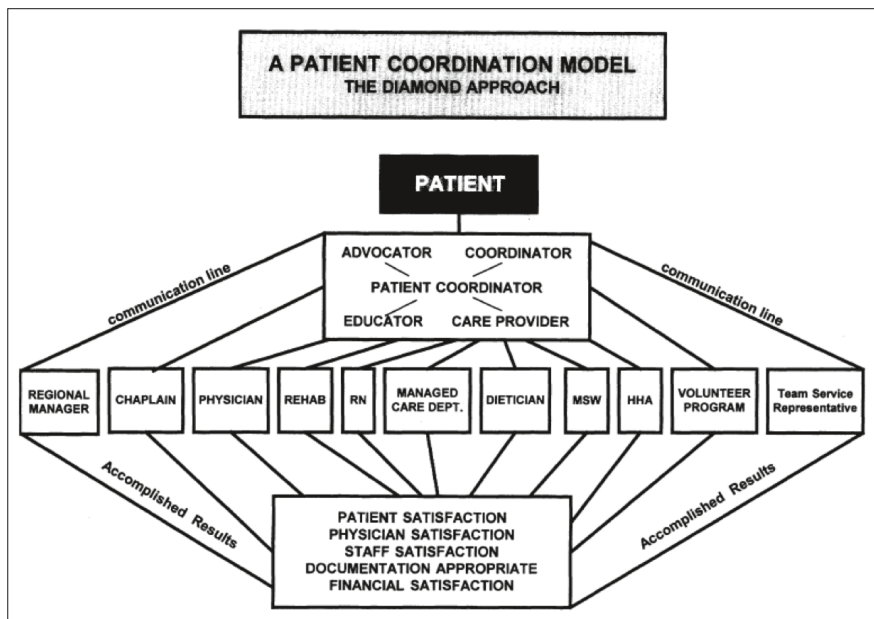 A PATIENT COORDINATION MODEL
THE DIAMOND APPROACH
PATIENT
ADVOCATOR COORDINATOR
PATIENT COORDINATOR
EDUCATOR CARE PROVIDER
communication line
communication line
REGIONAL
MANAGER
CHAPLAIN
PHYSICIAN
REHAB
RN
MANAGED
CARE DEPT.
DIETICIAN
MSW
HHA
VOLUNTEER
PROGRAM
Team Service
Representative
Accomplished Results
Accomplished Results
PATIENT SATISFACTION
PHYSICIAN SATISFACTION
STAFF SATISFACTION
DOCUMENTATION APPROPRIATE
FINANCIAL SATISFACTION